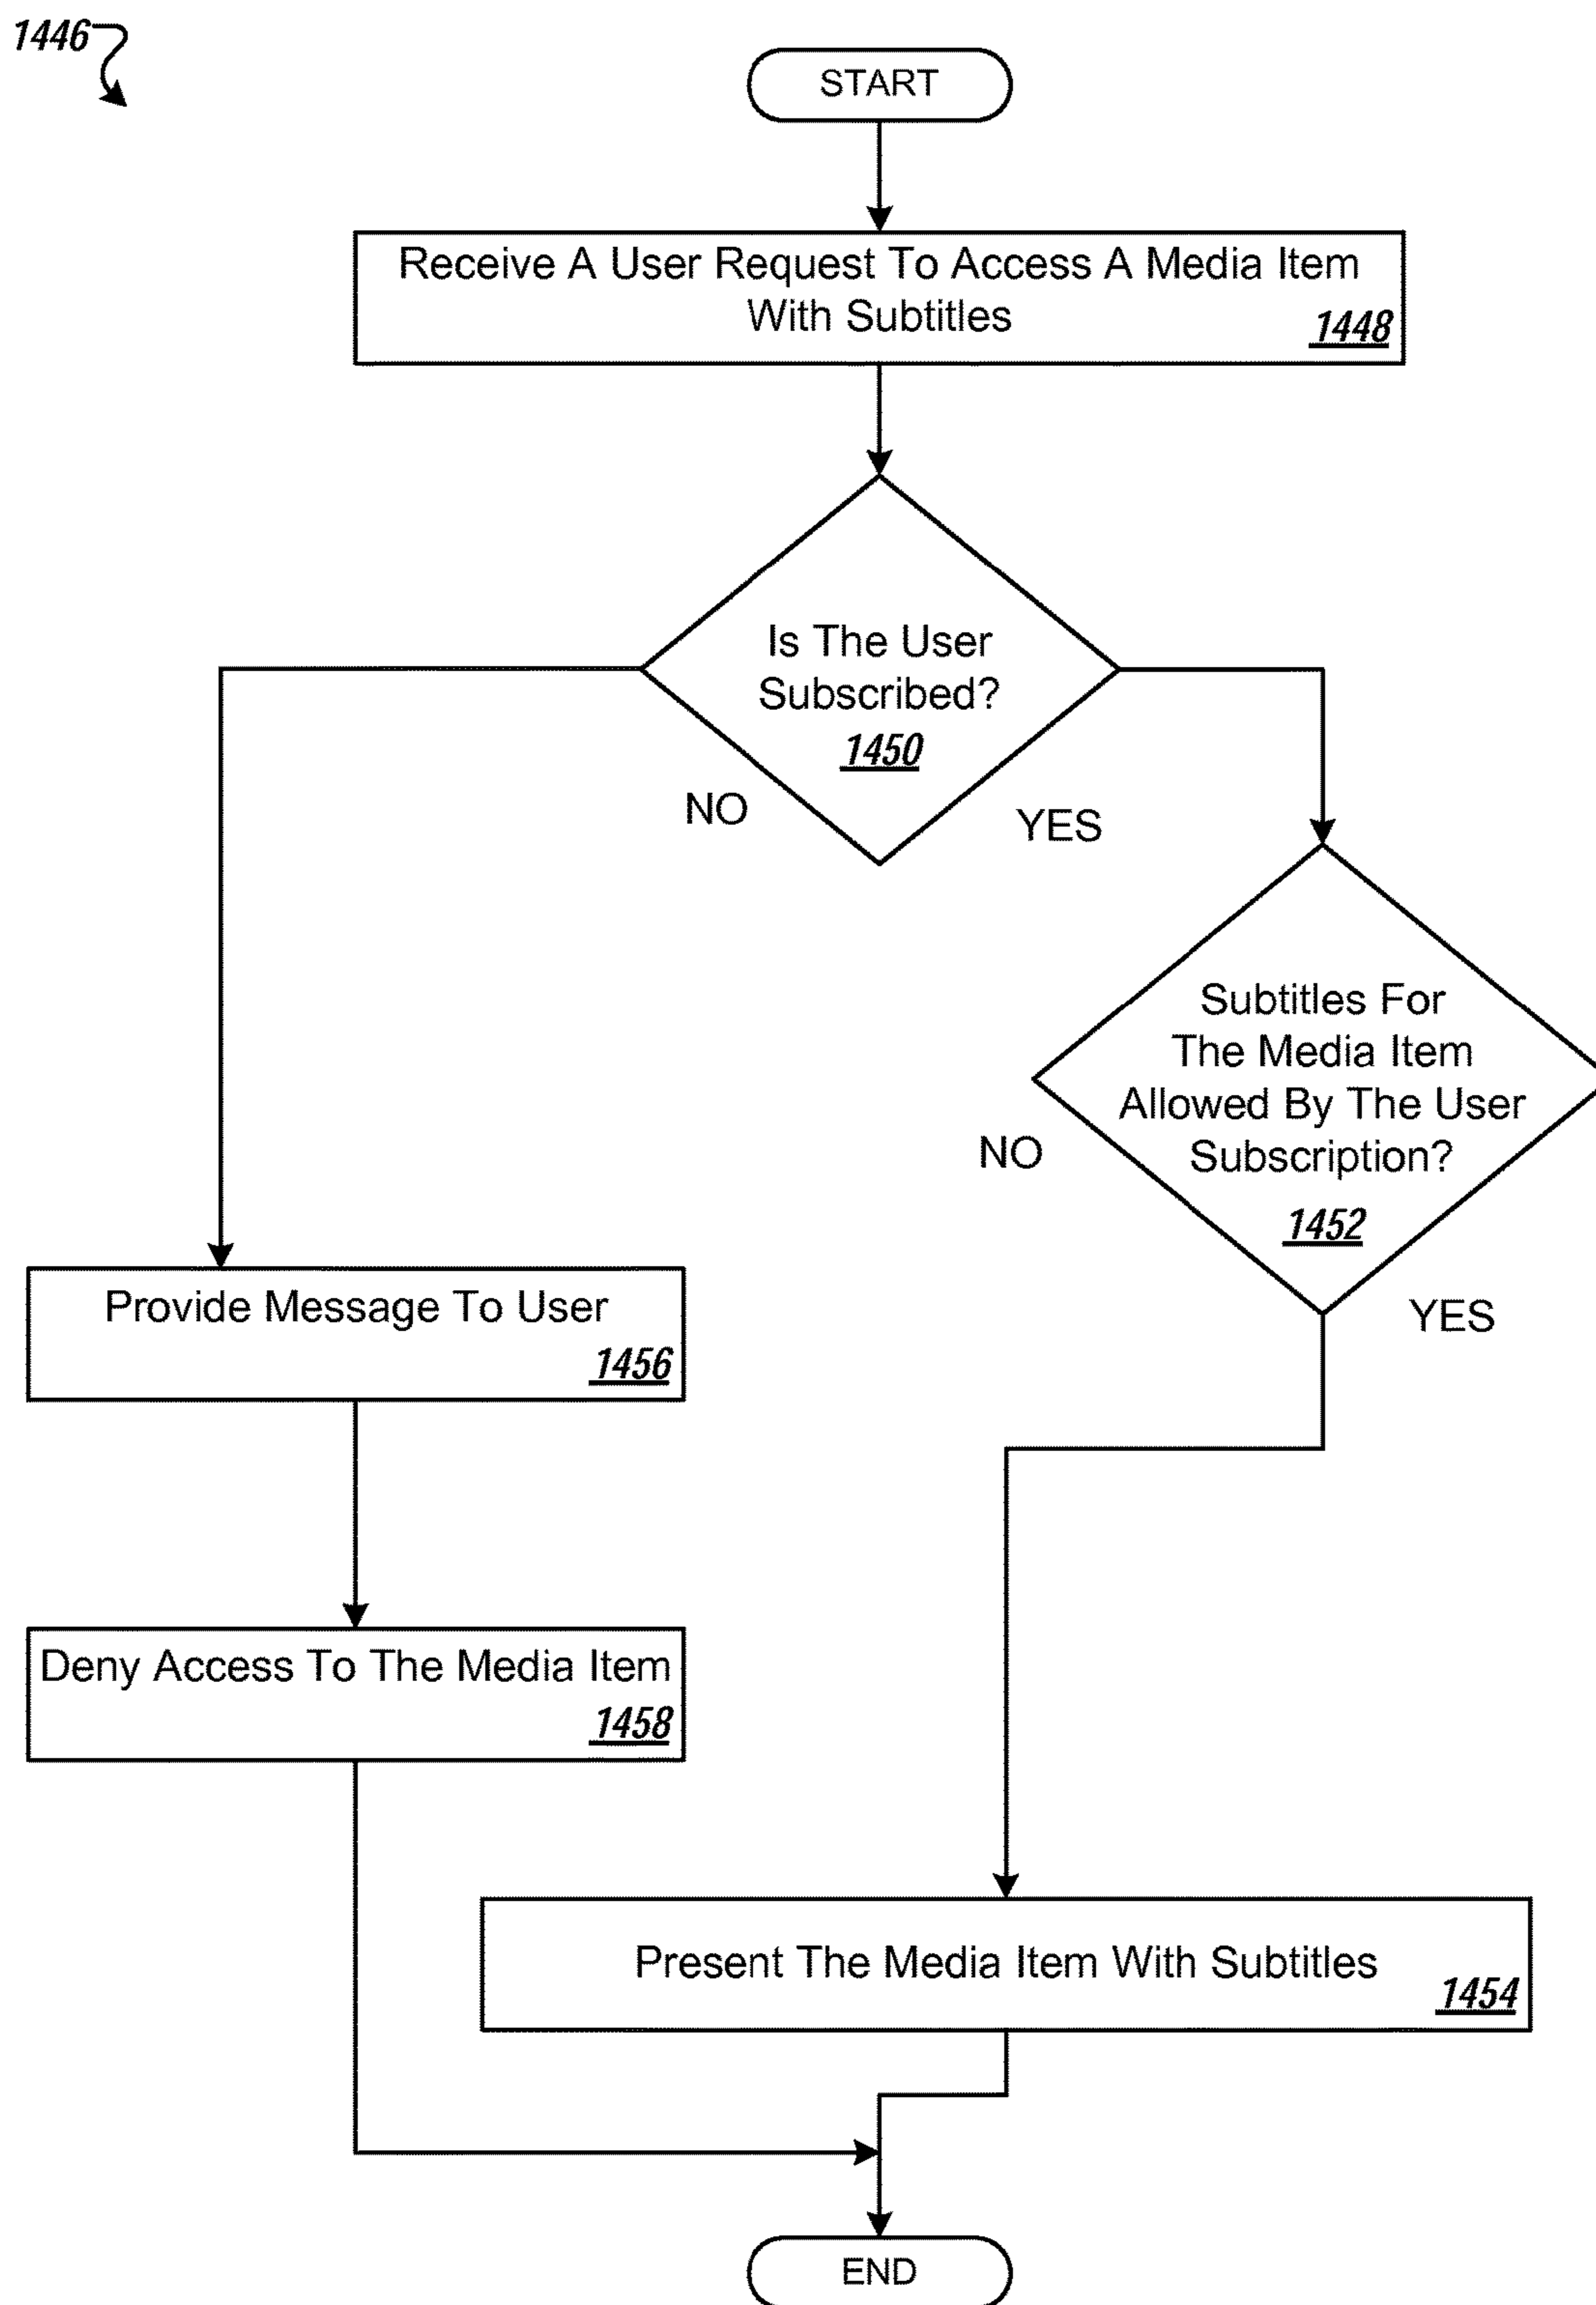 1446
START
Receive A User Request To Access A Media Item
With Subtitles
1448
Is The User
Subscribed?
1450
NO
YES
Subtitles For
The Media Item
Allowed By The User
Subscription?
1452
NO
YES
Provide Message To User
1456
Deny Access To The Media Item
1458
Present The Media Item With Subtitles
1454
END